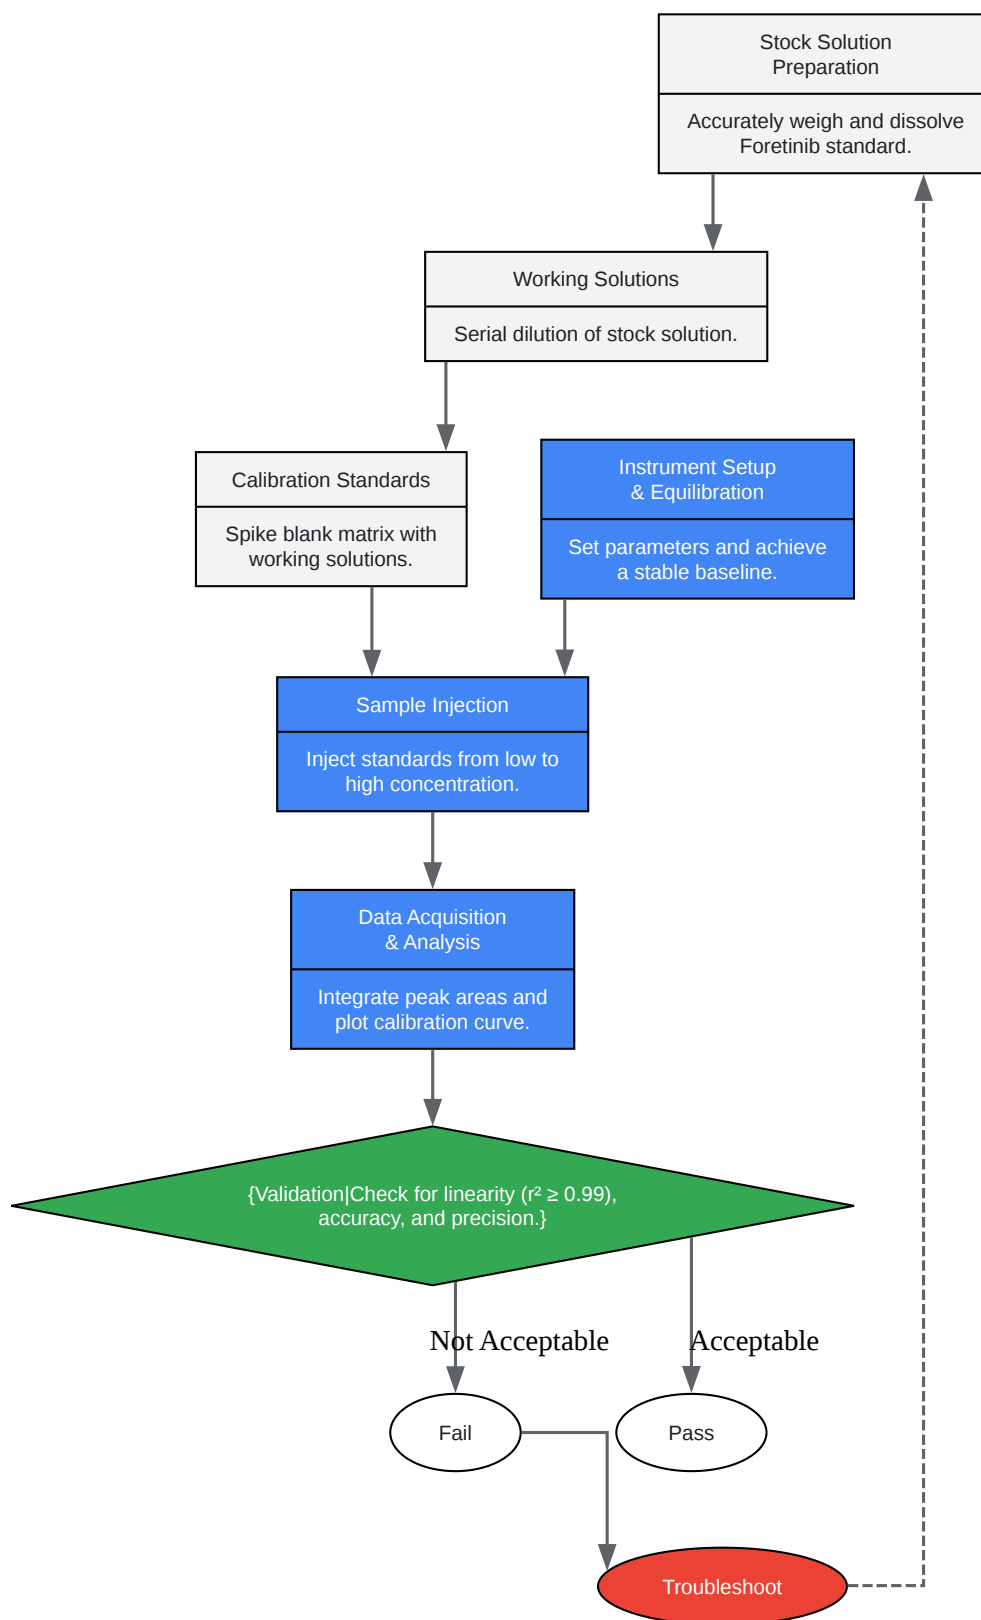 Stock Solution
Preparation
Accurately weigh and dissolve
Foretinib standard.
Working Solutions
Serial dilution of stock solution.
Calibration Standards
Spike blank matrix with
working solutions.
Instrument Setup
& Equilibration
Set parameters and achieve
a stable baseline.
Sample Injection
Inject standards from low to
high concentration.
Data Acquisition
& Analysis
Integrate peak areas and
plot calibration curve.
{Validation|Check for linearity (r² ≥ 0.99),
accuracy, and precision.}
Not Acceptable
Acceptable
Fail
Pass
Troubleshoot